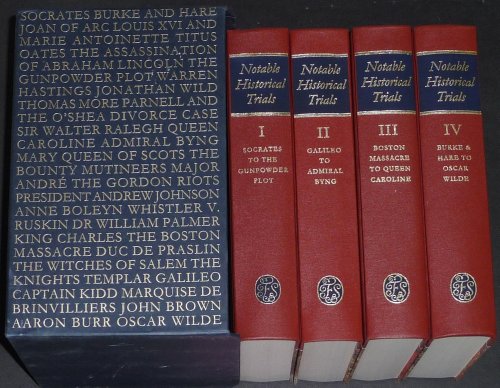 SOCRATES BURKE AND HARE
JOAN OF ARC LOUIS XVI AND
MARIE ANTOINETTE TITUS
OATES THE ASSASSINATION
OF ABRAHAM LINCOLN THE
GUNPOWDER PLOT WARREN
HASTINGS JONATHAN WILD
THOMAS MORE PARNELL AND
THE O'SHEA DIVORCE CASE
SIR WALTER RALEGH QUEEN
CAROLINE ADMIRAL BYNG
MARY QUEEN OF SCOTS THE
BOUNTY MUTINEERS MAJOR
ANDRÉ THE GORDON RIOTS
PRESIDENT ANDREW JOHNSON
ANNE BOLEYN WHISTLER V.
RUSKIN DR WILLIAM PALMER
KING CHARLES THE BOSTON
MASSACRE DUC DE PRASLIN
THE WITCHES OF SALEM THE
KNIGHTS TEMPLAR GALILEO
CAPTAIN KIDD MARQUISE DE
BRINVILLIERS JOHN BROWN
AARON BURR OSCAR WILDE
Notable
Historical
Trials
I
SOCRATES
TO THE
GUNPOWDER
PLOT
Notable
Historical
Trials
II
GALILEO
TO
ADMIRAL
BYNG
Notable
Historical
Trials
III
BOSTON
MASSACRE
TO QUEEN
CAROLINE
Notable
Historical
Trials
IV
BURKE &
HARE TO
OSCAR
WILDE